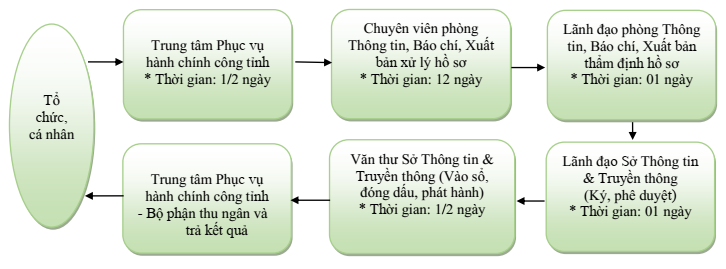 Tổ
chức,
cá nhân
Trung tâm Phục vụ
hành chính công tỉnh
* Thời gian: 1/2 ngày
Chuyên viên phòng
Thông tin, Báo chí, Xuất
bản xử lý hồ sơ
* Thời gian: 12 ngày
Lãnh đạo phòng Thông
tin, Báo chí, Xuất bản
thẩm định hồ sơ
* Thời gian: 01 ngày
Lãnh đạo Sở Thông tin
& Truyền thông
(Ký, phê duyệt)
* Thời gian: 01 ngày
Văn thư Sở Thông tin &
Truyền thông (Vào sổ,
đóng dấu, phát hành)
* Thời gian: 1/2 ngày
Trung tâm Phục vụ
hành chính công tỉnh
- Bộ phận thu ngân và
trả kết quả